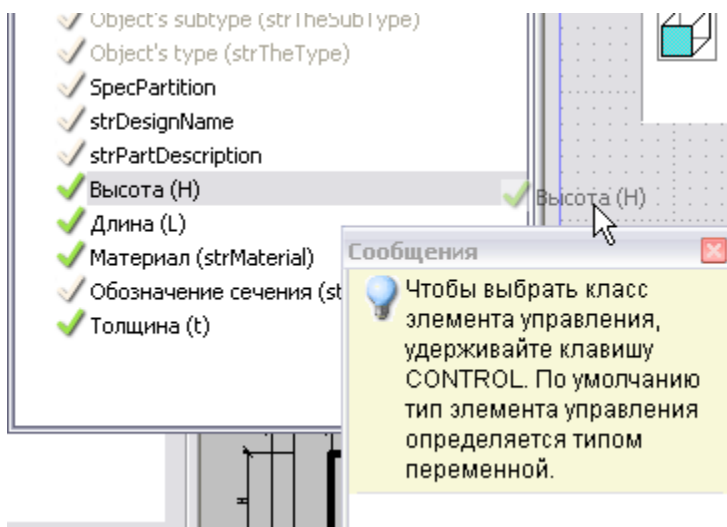 Object's subtype (strTheSubType)
Object's type (strTheType)
SpecPartition
strDesignName
strPartDescription
Высота (H)
Высота (H)
Длина (L)
Материал (strMaterial)
Обозначение сечения (st
Толщина (t)
Сообщения
Чтобы выбрать класс
элемента управления,
удерживайте клавишу
CONTROL. По умолчанию
тип элемента управления
определяется типом
переменной.
H